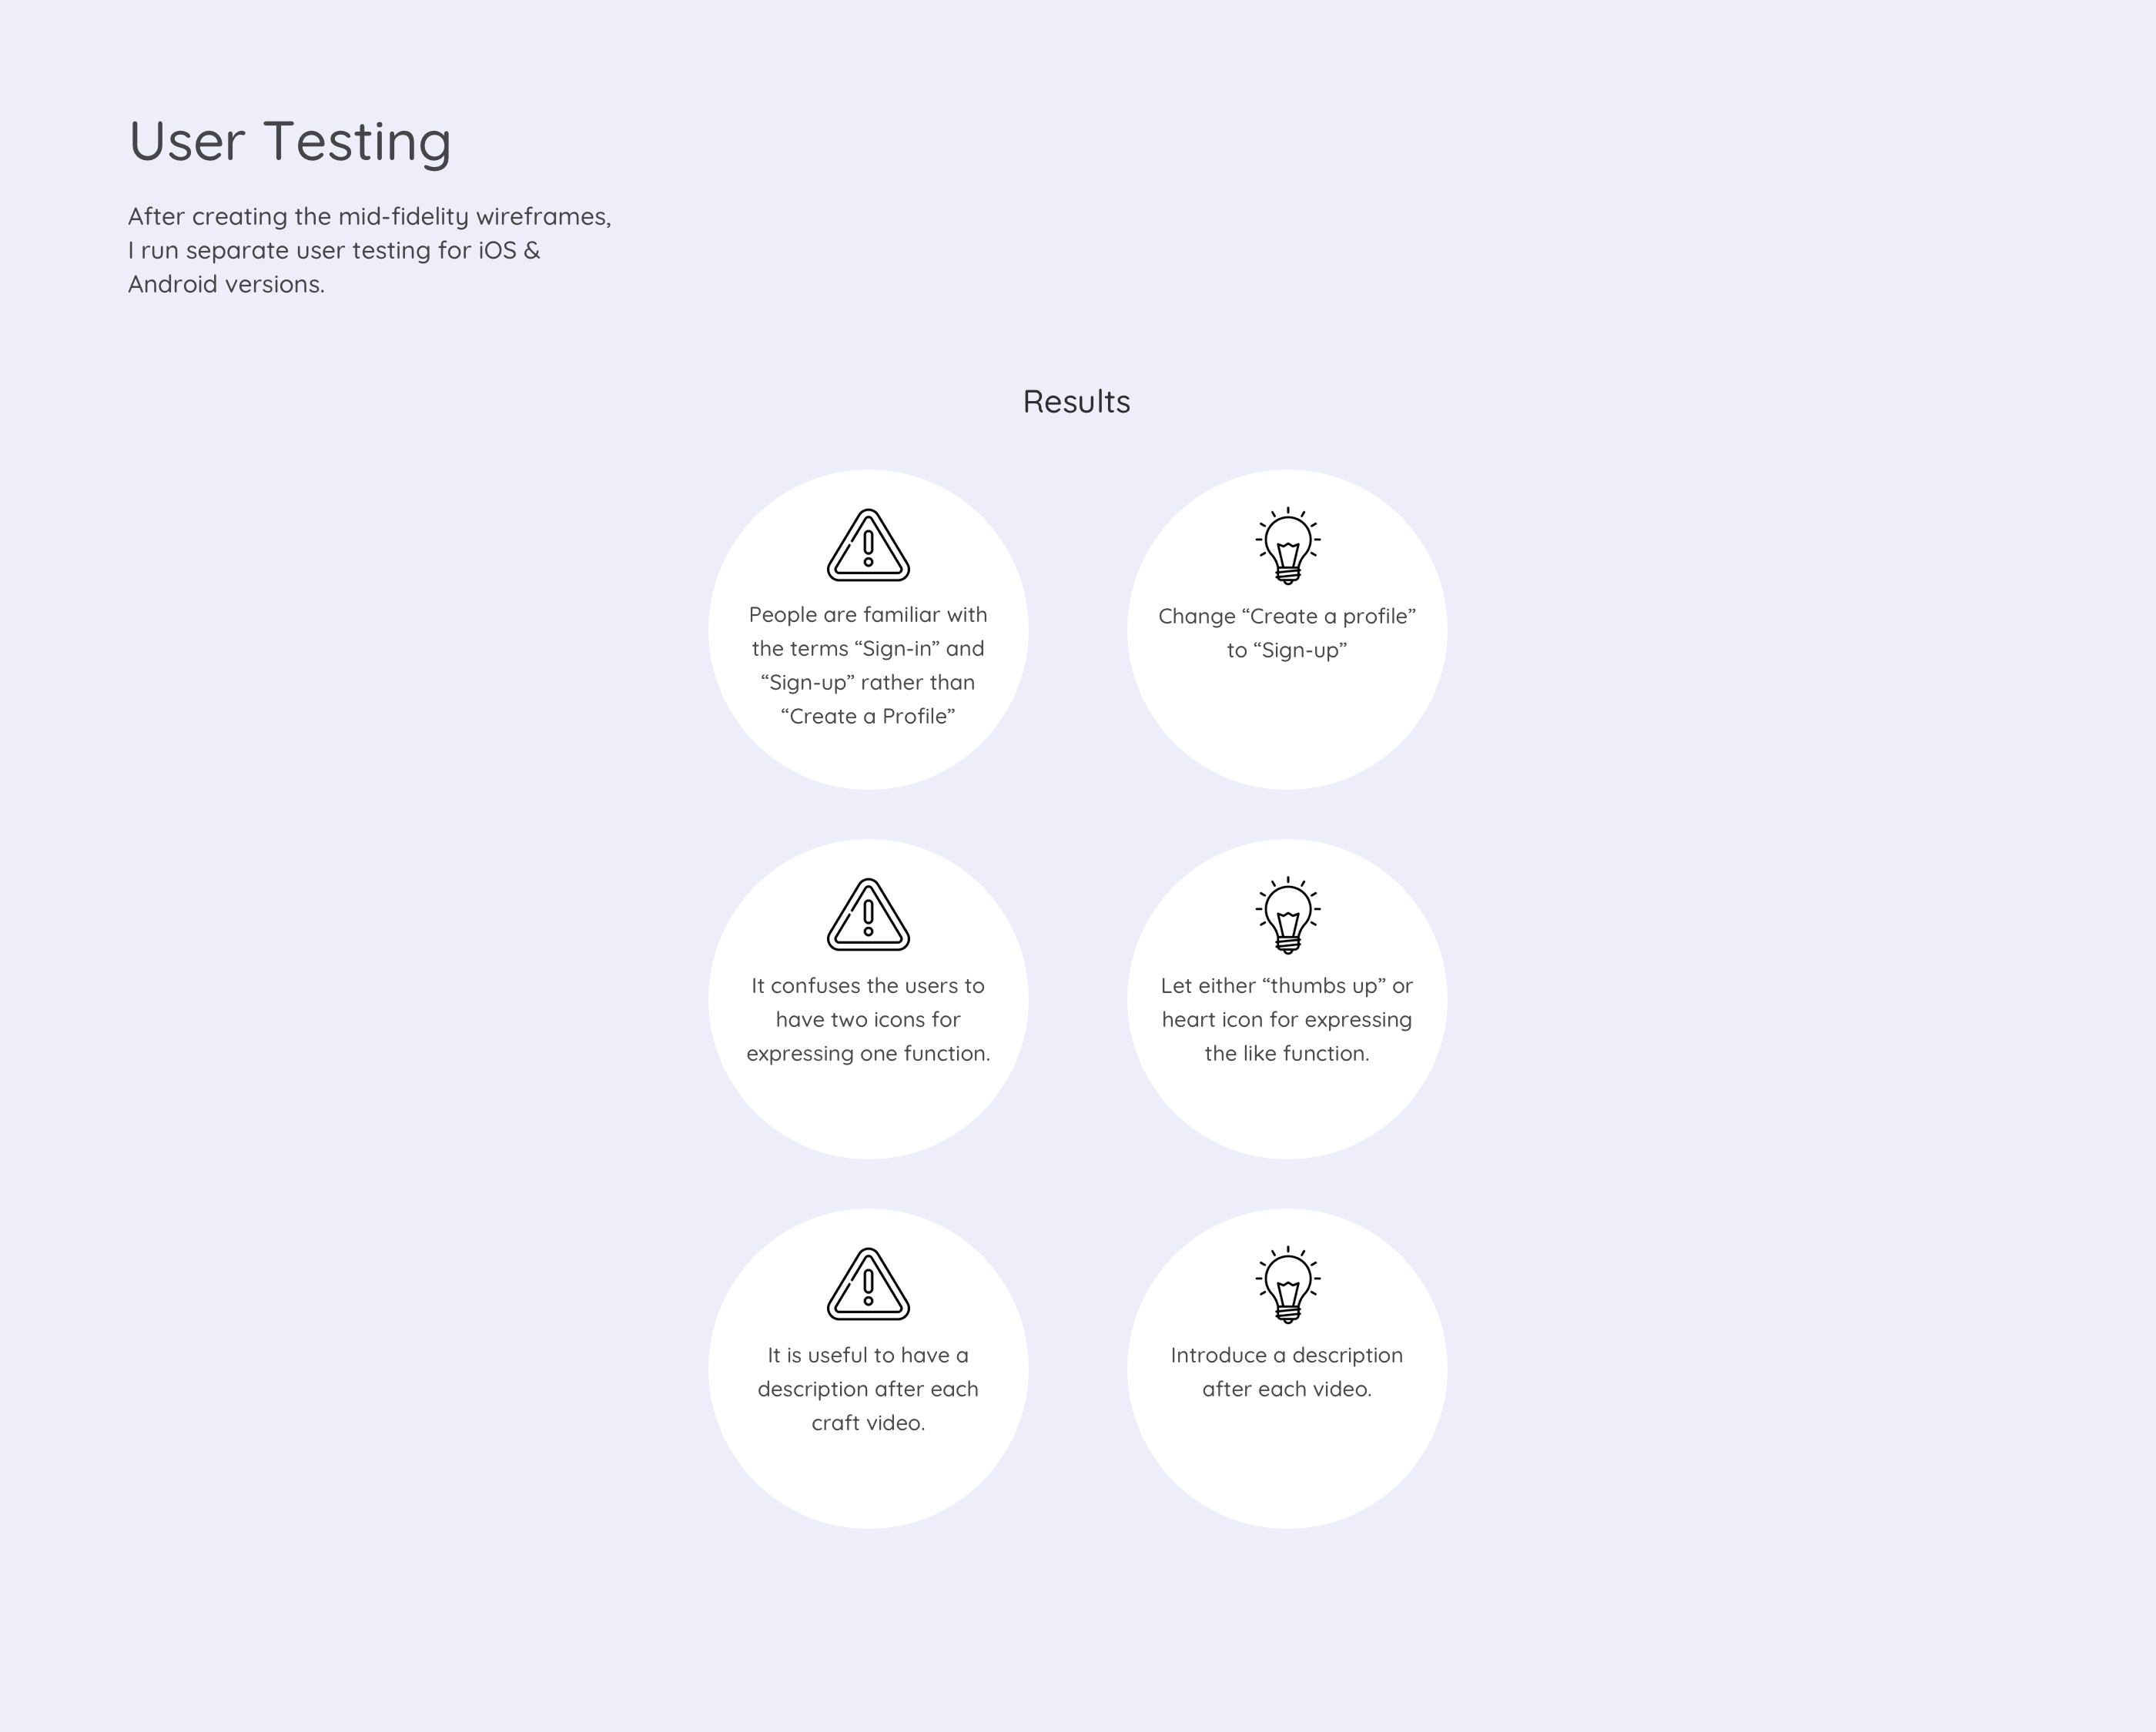 User Testing
After creating the mid-fidelity wireframes,
I run separate user testing for iOS &
Android versions.
Results
People are familiar with
the terms “Sign-in” and
“Sign-up” rather than
“Create a Profile”
Change “Create a profile”
to “Sign-up”
It confuses the users to
have two icons for
expressing one function.
Let either “thumbs up” or
heart icon for expressing
the like function.
It is useful to have a
description after each
craft video.
Introduce a description
after each video.